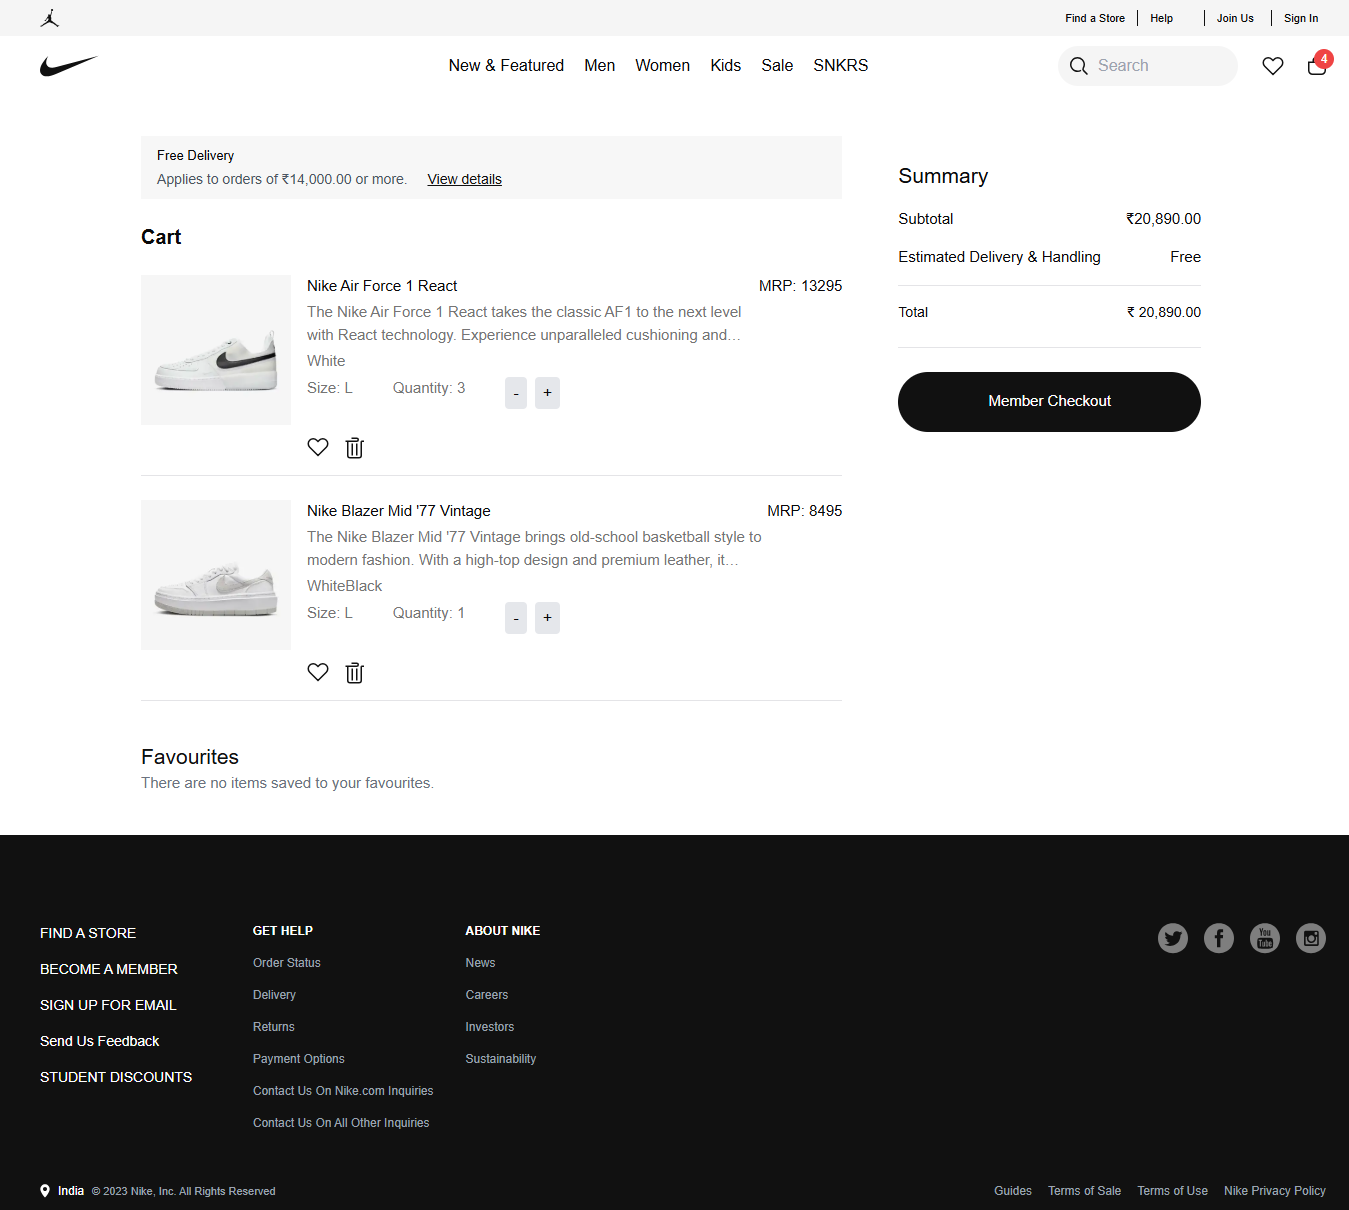 Find a Store
Help
Join Us
Sign In
New & Featured
Men
Women
Kids
Sale
SNKRS
Search
4
Free Delivery
Applies to orders of ₹14,000.00 or more.
View details
Cart
Nike Air Force 1 React
MRP: 13295
The Nike Air Force 1 React takes the classic AF1 to the next level
with React technology. Experience unparalleled cushioning and…
White
Size: L
Quantity: 3
-
+
Nike Blazer Mid '77 Vintage
MRP: 8495
The Nike Blazer Mid '77 Vintage brings old-school basketball style to
modern fashion. With a high-top design and premium leather, it…
WhiteBlack
Size: L
Quantity: 1
-
+
Favourites
There are no items saved to your favourites.
Summary
Subtotal
₹20,890.00
Estimated Delivery & Handling
Free
Total
₹ 20,890.00
Member Checkout
FIND A STORE
BECOME A MEMBER
SIGN UP FOR EMAIL
Send Us Feedback
STUDENT DISCOUNTS
GET HELP
Order Status
Delivery
Returns
Payment Options
Contact Us On Nike.com Inquiries
Contact Us On All Other Inquiries
ABOUT NIKE
News
Careers
Investors
Sustainability
You
Tube
India
© 2023 Nike, Inc. All Rights Reserved
Guides
Terms of Sale
Terms of Use
Nike Privacy Policy